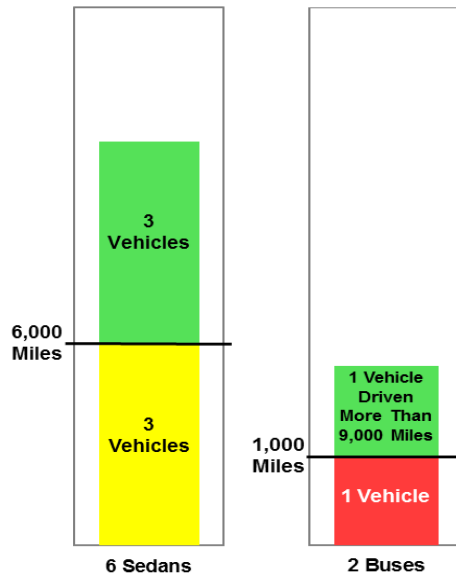 3
Vehicles
6,000
Miles
3
Vehicles
6 Sedans
1 Vehicle
Driven
More Than
9,000 Miles
1,000
Miles
1 Vehicle
2 Buses